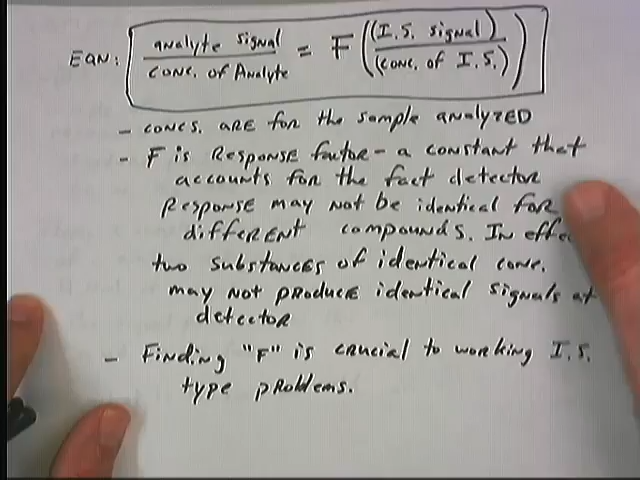 EQN: analyte signal / conc. of Analyte = F ((I.S. signal) / (conc. of I.S.))
- concs. are for the sample analyzed
- F is Response factor - a constant that
accounts for the fact detector
Response may not be identical for
different compounds. In
two substances of identical conc.
may not produce identical signals at
detector
- Finding "F" is crucial to working I.S.
type problems.